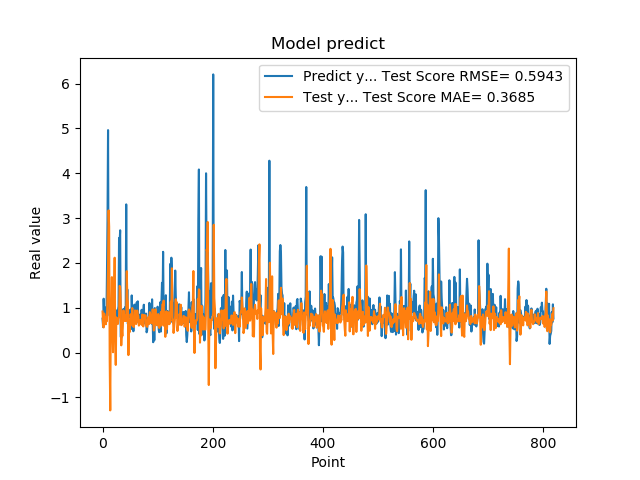 Model predict
Predict y... Test Score RMSE= 0.5943
Test y... Test Score MAE= 0.3685
Real value
6
5
4
3
2
1
0
−1
0 200 400 600 800
Point